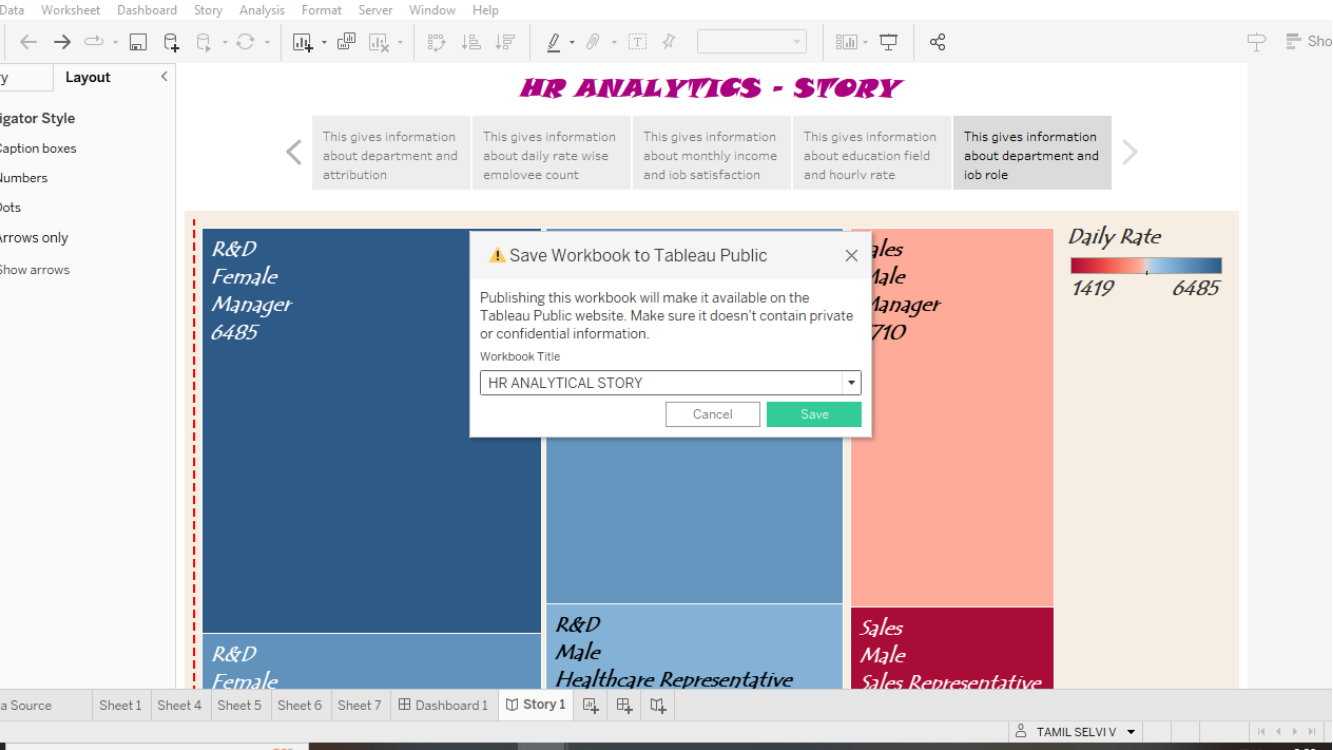 Data Worksheet Dashboard Story Analysis Format Server Window Help
Sho
ry Layout
igator Style
Caption boxes
Numbers
Dots
Arrows only
Show arrows
HR ANALYTICS - STORY
This gives information
about department and
attribution
This gives information
about daily rate wise
employee count
This gives information
about monthly income
and job satisfaction
This gives information
about education field
and hourly rate
This gives information
about department and
job role
R&D
Female
Manager
6485
Save Workbook to Tableau Public
Publishing this workbook will make it available on the
Tableau Public website. Make sure it doesn't contain private
or confidential information.
Workbook Title
HR ANALYTICAL STORY
Cancel Save
ales
Male
Manager
710
Daily Rate
1419 6485
R&D
Female
R&D
Male
Healthcare Representative
Sales
Male
Sales Representative
a Source Sheet 1 Sheet 4 Sheet 5 Sheet 6 Sheet 7 Dashboard 1 Story 1
TAMIL SELVI V